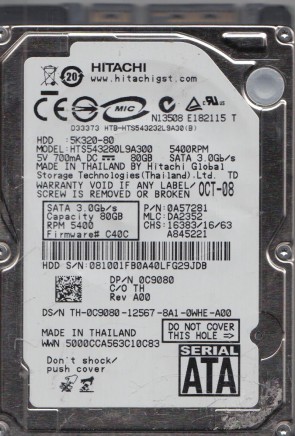 HITACHI
20
www.hitachigst.com
CE MIC
N13508 E182115 T
D33373 HTB-HTS543232L9A30(B)
HDD :5K320-80
MODEL:HTS543280L9A300 5400RPM
5V 700mA DC 80GB SATA 3.0Gb/s
MADE IN THAILAND BY Hitachi Global
Storage Technologies(Thailand).Ltd. TD
WARRANTY VOID IF ANY LABEL/
SCREW IS REMOVED OR BROKEN OCT-08
SATA 3.0Gb/s P/N:0A57281
Capacity 80GB MLC:DA2352
RPM 5400 CHS:16383/16/63
Firmware# C40C A845221
HDD S/N:081001FB0A40LFG29JDB
DP/N 0C9080
C/O TH
Rev A00
DS/N TH-0C9080-12567-8A1-0WHE-A00
MADE IN THAILAND
DO NOT COVER
THIS HOLE =>
WWN 5000CCA563C10C83
Don't shock/
push cover
SERIAL
ATA